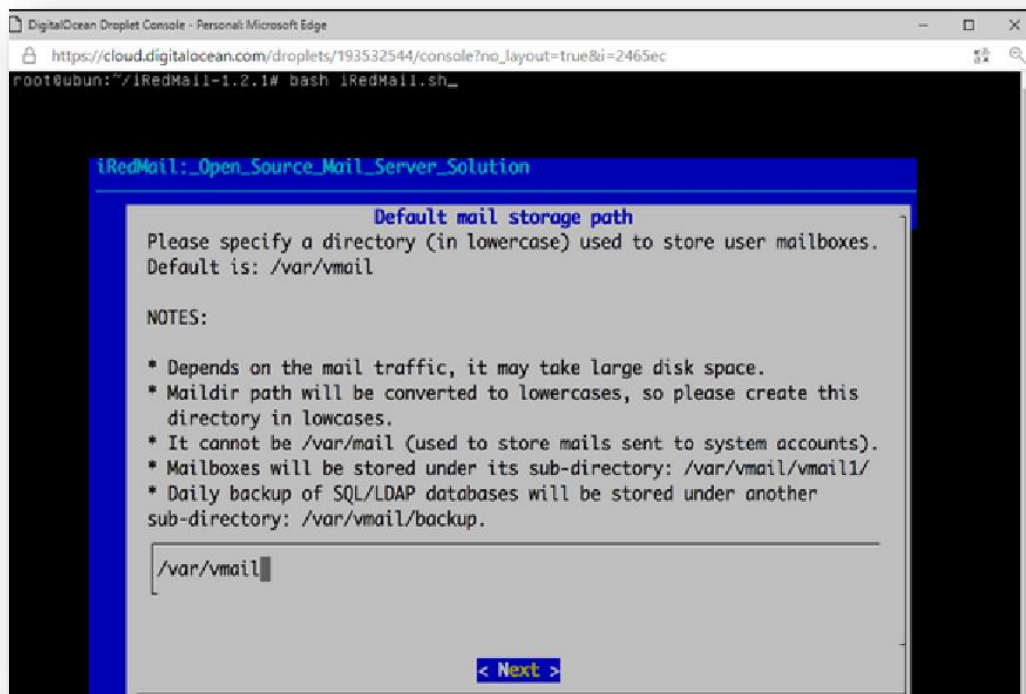 DigitalOcean Droplet Console - Personal: Microsoft Edge
https://cloud.digitalocean.com/droplets/193532544/console?no_layout=true&i=2465ec
root@ubun:~/iRedMail-1.2.1# bash iRedMail.sh_
iRedMail:_Open_Source_Mail_Server_Solution
Default mail storage path
Please specify a directory (in lowercase) used to store user mailboxes.
Default is: /var/vmail
NOTES:
* Depends on the mail traffic, it may take large disk space.
* Maildir path will be converted to lowercases, so please create this
directory in lowcases.
* It cannot be /var/mail (used to store mails sent to system accounts).
* Mailboxes will be stored under its sub-directory: /var/vmail/vmail1/
* Daily backup of SQL/LDAP databases will be stored under another
sub-directory: /var/vmail/backup.
/var/vmail
< Next >